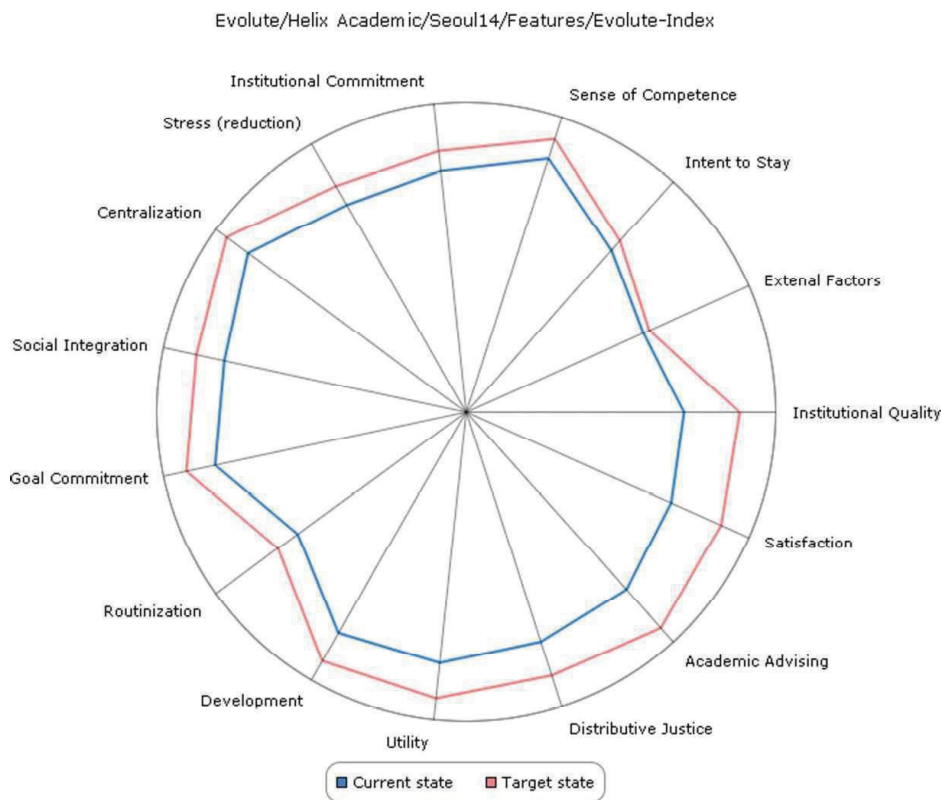 Evolute/Helix Academic/Seoul14/Features/Evolute-Index
Institutional Commitment
Sense of Competence
Stress (reduction)
Intent to Stay
Centralization
Extenal Factors
Social Integration
Institutional Quality
Goal Commitment
Satisfaction
Routinization
Academic Advising
Development
Distributive Justice
Utility
Current state
Target state